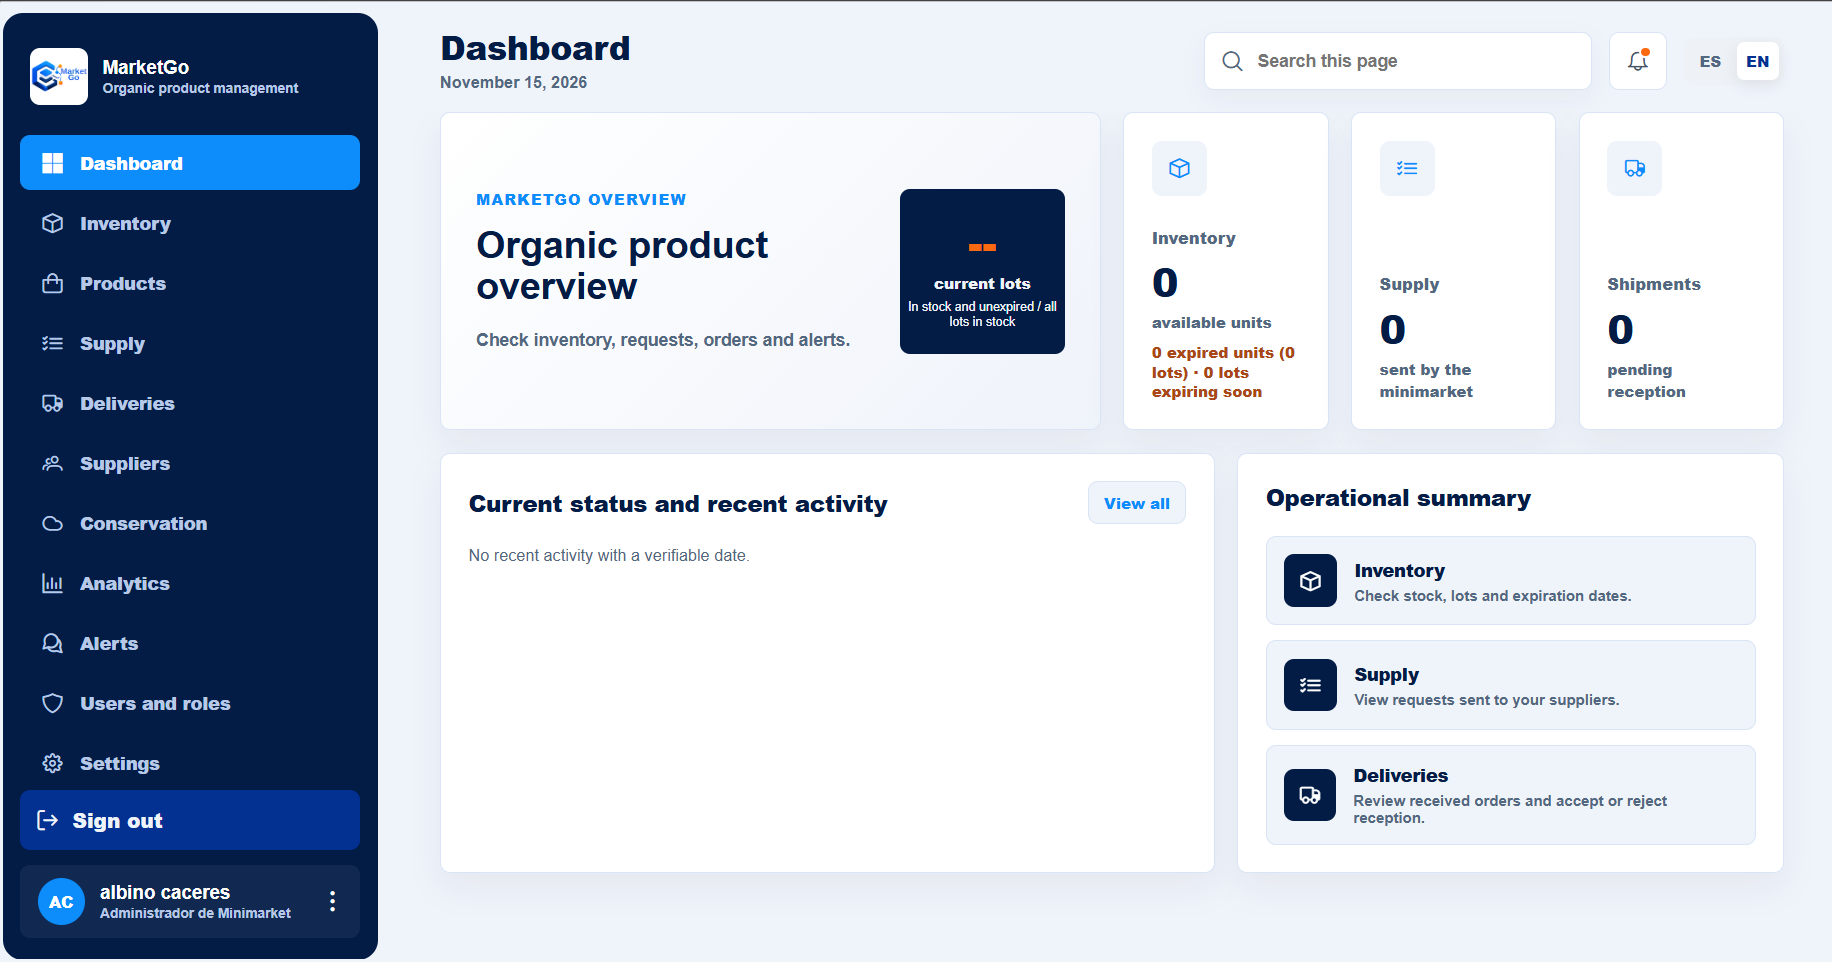 MarketGo
Organic product management
Market
Go
Dashboard
Inventory
Products
Supply
Deliveries
Suppliers
Conservation
Analytics
Alerts
Users and roles
Settings
Sign out
AC
albino caceres
Administrador de Minimarket
Dashboard
November 15, 2026
Search this page
ES
EN
MARKETGO OVERVIEW
Organic product
overview
Check inventory, requests, orders and alerts.
--
current lots
In stock and unexpired / all
lots in stock
Inventory
0
available units
0 expired units (0
lots) · 0 lots
expiring soon
Supply
0
sent by the
minimarket
Shipments
0
pending
reception
Current status and recent activity
View all
No recent activity with a verifiable date.
Operational summary
Inventory
Check stock, lots and expiration dates.
Supply
View requests sent to your suppliers.
Deliveries
Review received orders and accept or reject
reception.